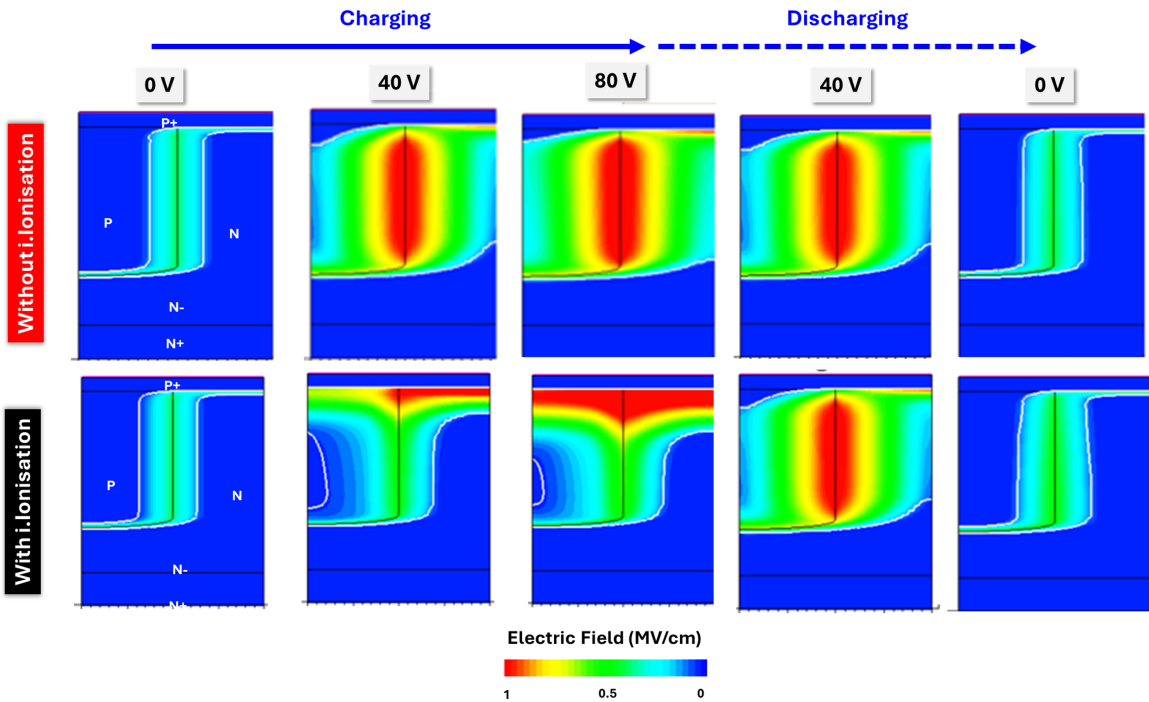 Charging
Discharging
0 V
40 V
80 V
40 V
0 V
Without i.Ionisation
P+
P
N
N-
N+
With i.Ionisation
P+
P
N
N-
N+
Electric Field (MV/cm)
1
0.5
0